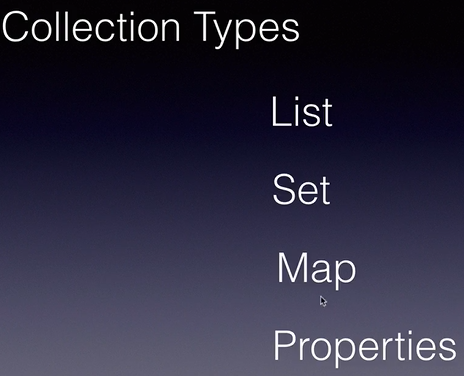 Collection Types
List
Set
Map
Properties